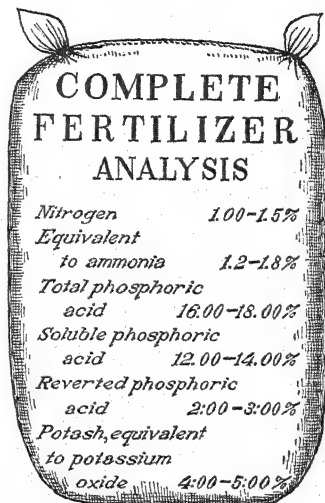 COMPLETE
FERTILIZER
ANALYSIS
Nitrogen 1.00-1.5%
Equivalent
to ammonia 1.2-1.8%
Total phosphoric
acid 16.00-18.00%
Soluble phosphoric
acid 12.00-14.00%
Reverted phosphoric
acid 2:00-3:00%
Potash, equivalent
to potassium
oxide 4:00-5:00%